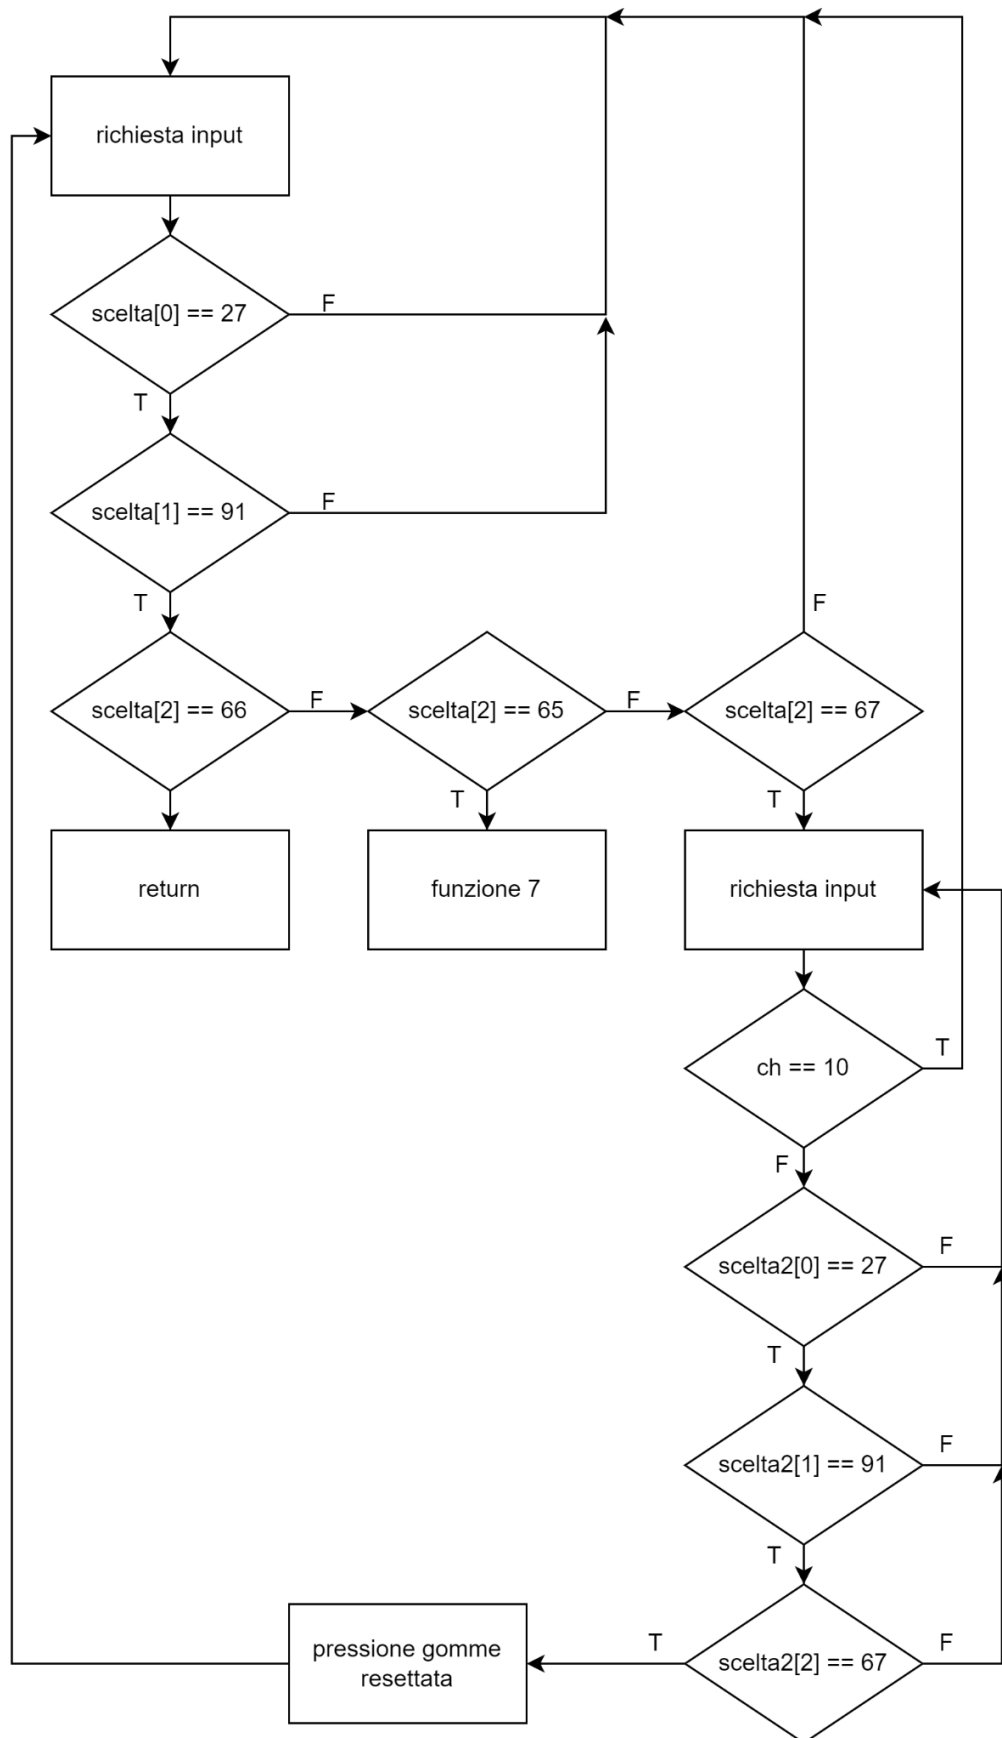 richiesta input
scelta[0] == 27
F
T
scelta[1] == 91
F
T
F
scelta[2] == 66
F
scelta[2] == 65
F
scelta[2] == 67
T
T
return
funzione 7
richiesta input
T
ch == 10
F
F
scelta2[0] == 27
T
F
scelta2[1] == 91
T
T
F
pressione gomme
resettata
scelta2[2] == 67